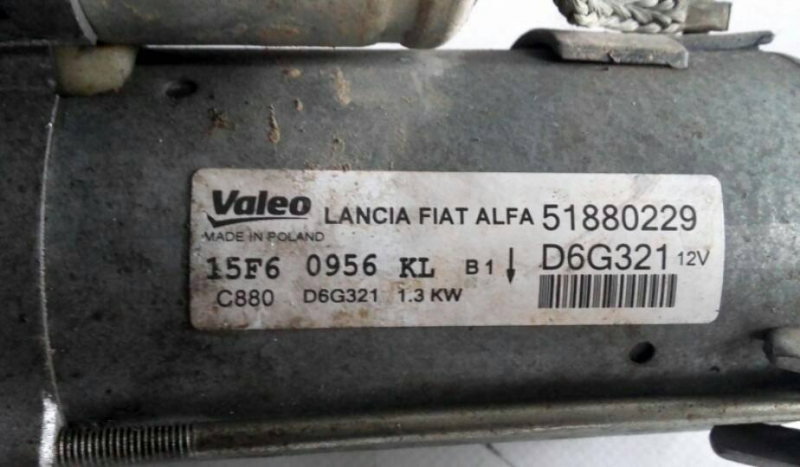 Valeo LANCIA FIAT ALFA 51880229
MADE IN POLAND
15F6 0956 KL B1 ↓ D6G321 12V
C880 D6G321 1.3 KW